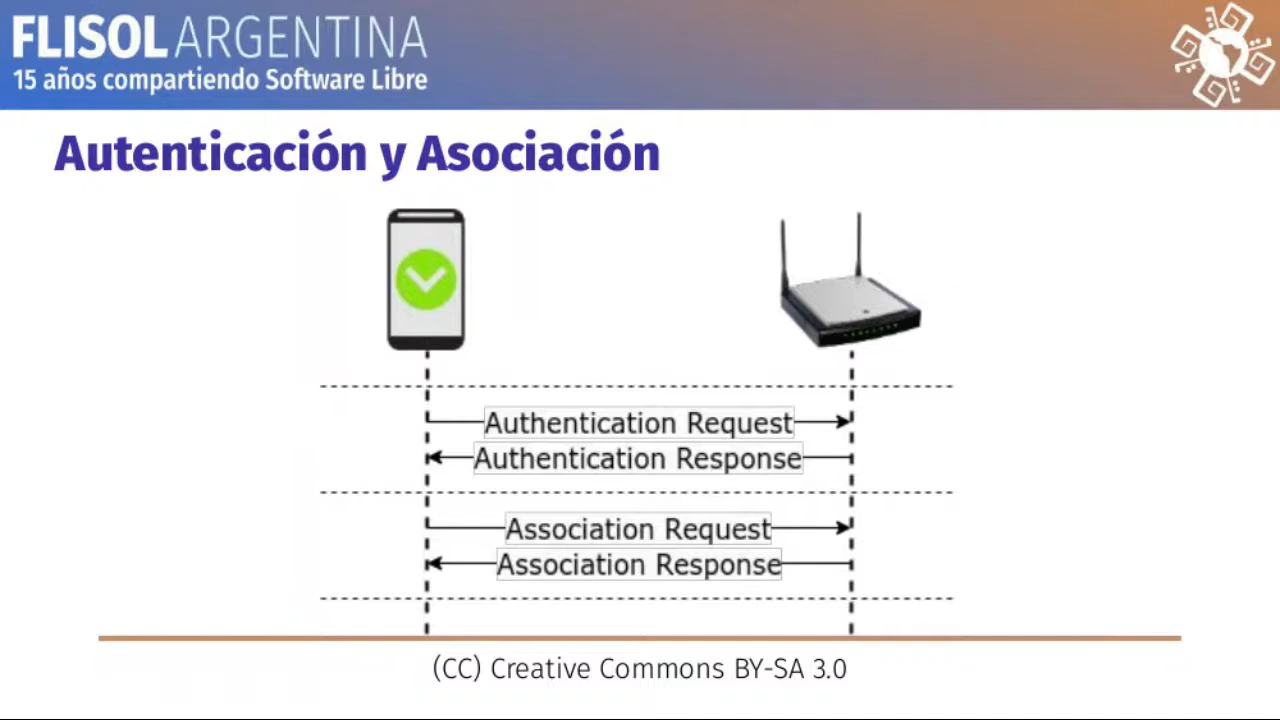 FLISOL ARGENTINA
15 años compartiendo Software Libre
Autenticación y Asociación
Authentication Request
Authentication Response
Association Request
Association Response
(CC) Creative Commons BY-SA 3.0